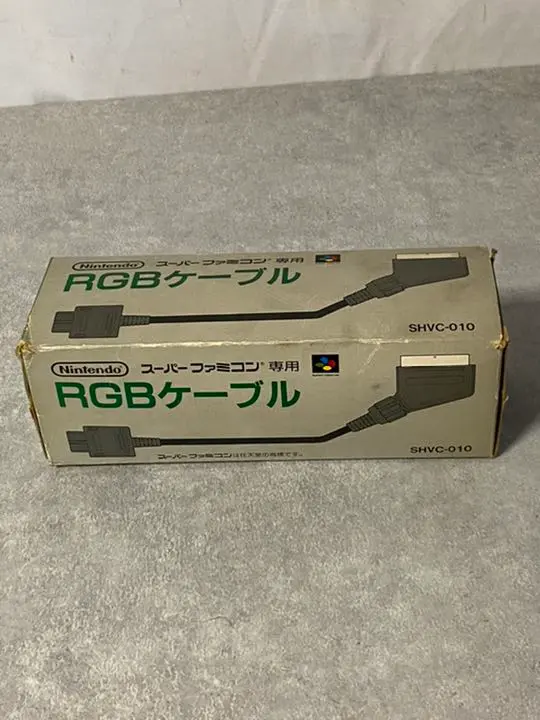 Nintendo スーパーファミコン® 専用
RGBケーブル
SHVC-010
Nintendo® スーパーファミコン® 専用
RGBケーブル
スーパーファミコンは任天堂の商標です。
SHVC-010